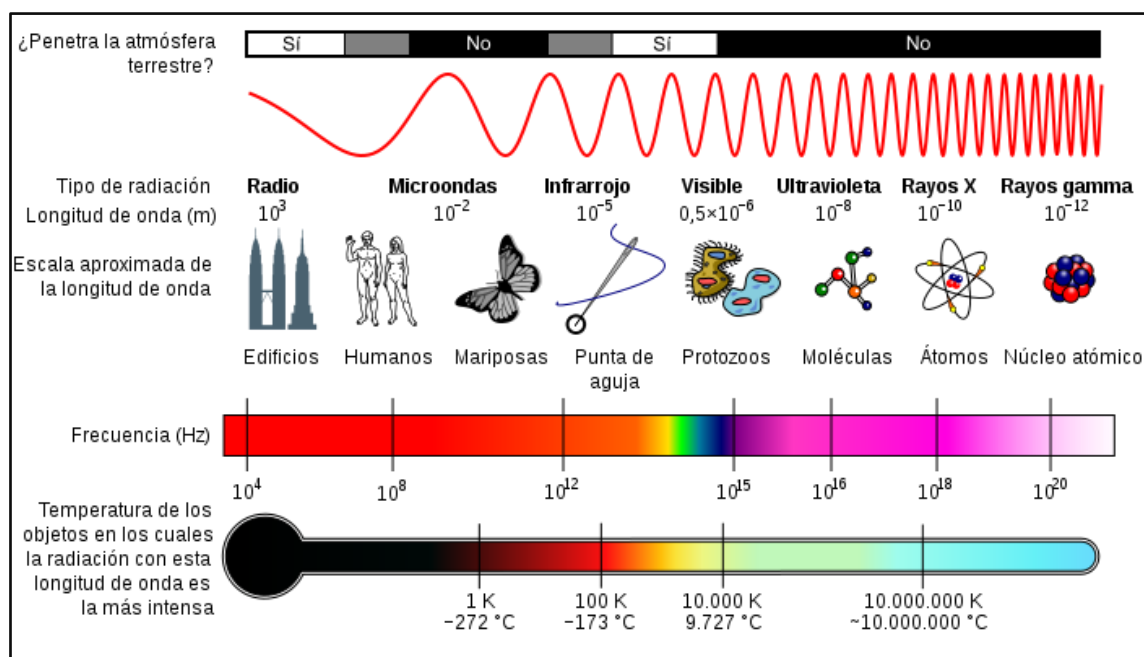 ¿Penetra la atmósfera
terrestre?
Sí No Sí No
Tipo de radiación Radio Microondas Infrarrojo Visible Ultravioleta Rayos X Rayos gamma
Longitud de onda (m) 10³ 10⁻² 10⁻⁵ 0,5×10⁻⁶ 10⁻⁸ 10⁻¹⁰ 10⁻¹²
Escala aproximada de
la longitud de onda
Edificios Humanos Mariposas Punta de Protozoos Moléculas Átomos Núcleo atómico
aguja
Frecuencia (Hz)
10⁴ 10⁸ 10¹² 10¹⁵ 10¹⁶ 10¹⁸ 10²⁰
Temperatura de los
objetos en los cuales
la radiación con esta
longitud de onda es
la más intensa
1 K 100 K 10.000 K 10.000.000 K
−272 °C −173 °C 9.727 °C ~10.000.000 °C